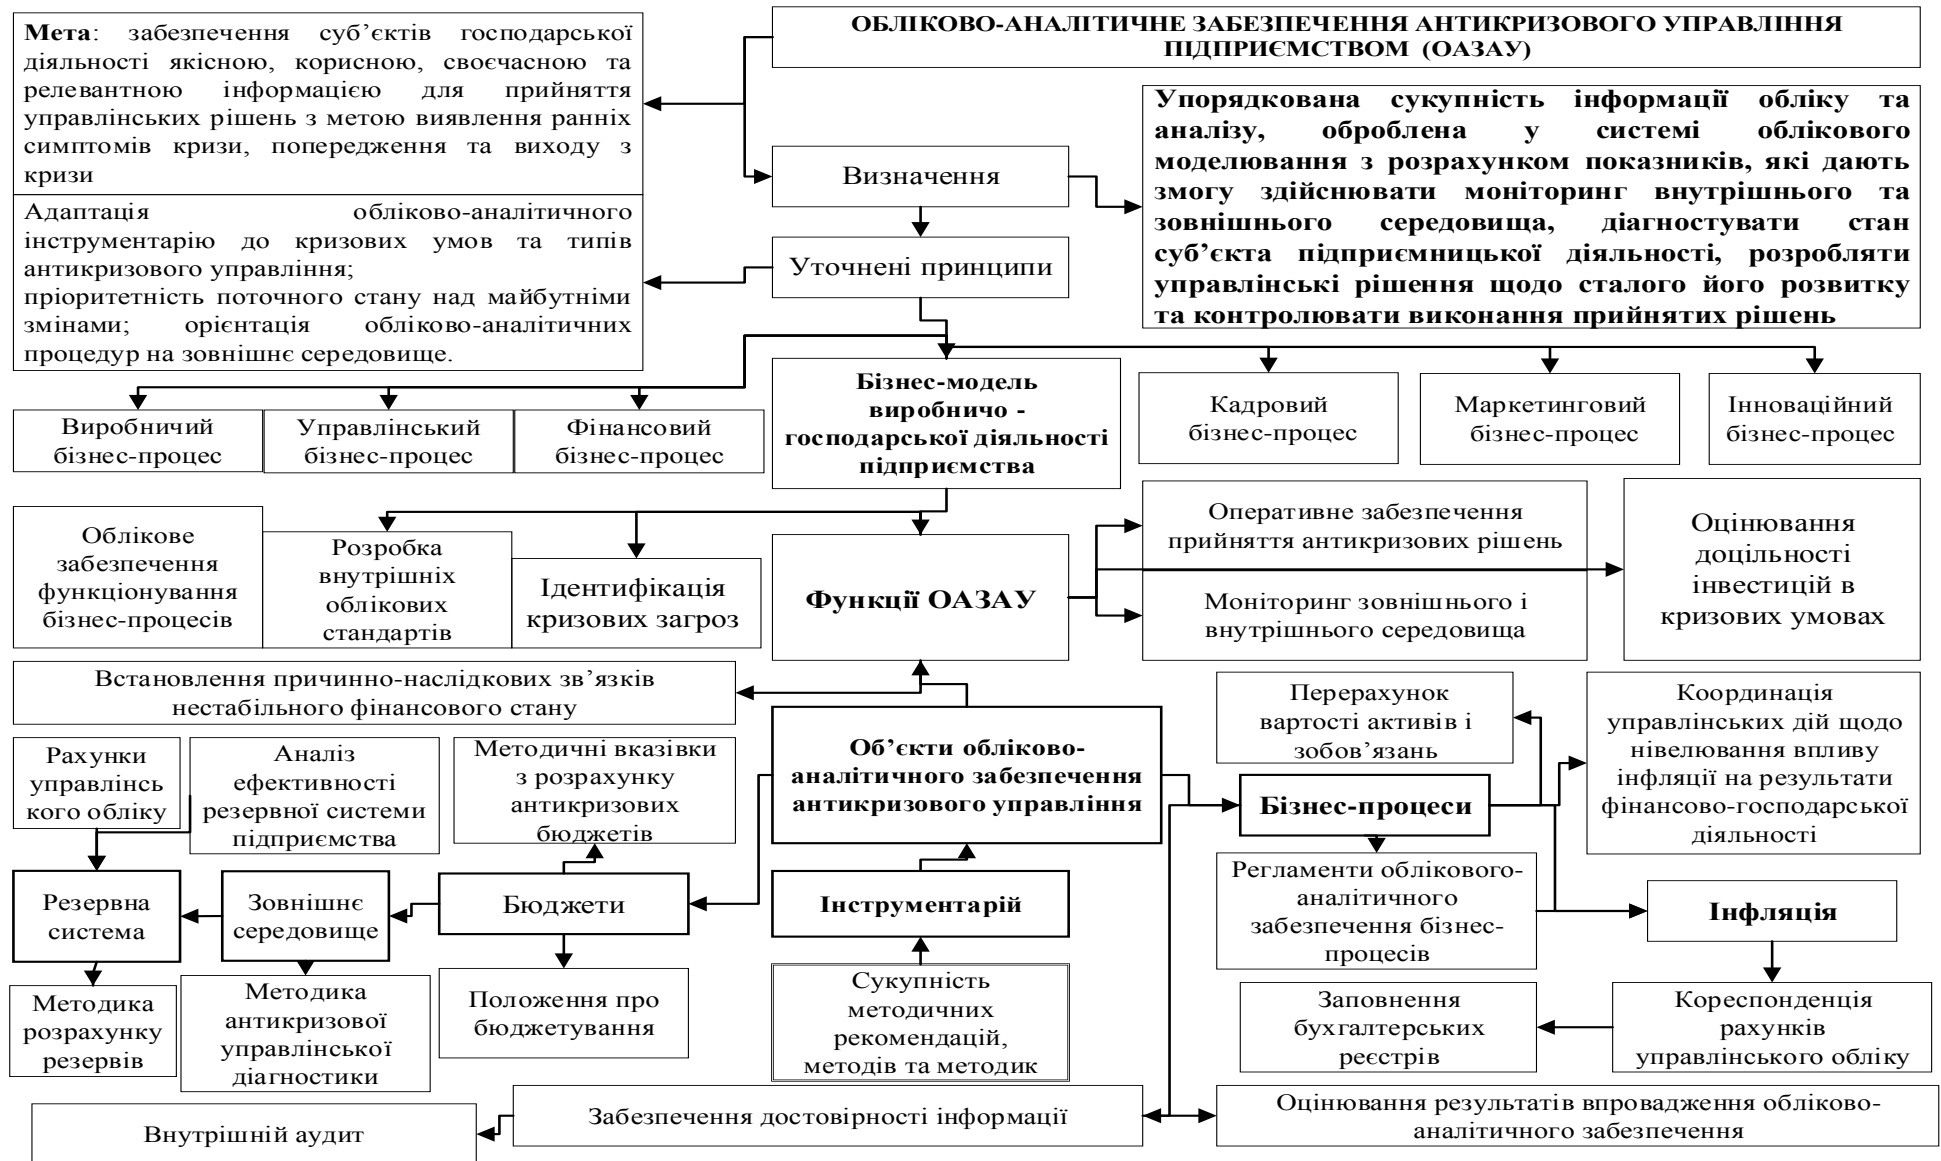 ОБЛІКОВО-АНАЛІТИЧНЕ ЗАБЕЗПЕЧЕННЯ АНТИКРИЗОВОГО УПРАВЛІННЯ
ПІДПРИЄМСТВОМ (ОАЗАУ)
Мета: забезпечення суб’єктів господарської
діяльності якісною, корисною, своєчасною та
релевантною інформацією для прийняття
управлінських рішень з метою виявлення ранніх
симптомів кризи, попередження та виходу з
кризи
Визначення
Упорядкована сукупність інформації обліку та
аналізу, оброблена у системі облікового
моделювання з розрахунком показників, які дають
змогу здійснювати моніторинг внутрішнього та
зовнішнього середовища, діагностувати стан
суб’єкта підприємницької діяльності, розробляти
управлінські рішення щодо сталого його розвитку
та контролювати виконання прийнятих рішень
Адаптація обліково-аналітичного
інструментарію до кризових умов та типів
антикризового управління;
пріоритетність поточного стану над майбутніми
змінами; орієнтація обліково-аналітичних
процедур на зовнішнє середовище.
Уточнені принципи
Виробничий
бізнес-процес
Управлінський
бізнес-процес
Фінансовий
бізнес-процес
Бізнес-модель
виробничо -
господарської діяльності
підприємства
Кадровий
бізнес-процес
Маркетинговий
бізнес-процес
Інноваційний
бізнес-процес
Облікове
забезпечення
функціонування
бізнес-процесів
Розробка
внутрішніх
облікових
стандартів
Ідентифікація
кризових загроз
Функції ОАЗАУ
Оперативне забезпечення
прийняття антикризових рішень
Моніторинг зовнішнього і
внутрішнього середовища
Оцінювання
доцільності
інвестицій в
кризових умовах
Встановлення причинно-наслідкових зв’язків
нестабільного фінансового стану
Перерахунок
вартості активів і
зобов’язань
Координація
управлінських дій щодо
нівелювання впливу
інфляції на результати
фінансово-господарської
діяльності
Рахунки
управлінсь
кого обліку
Аналіз
ефективності
резервної системи
підприємства
Методичні вказівки
з розрахунку
антикризових
бюджетів
Об’єкти обліково-
аналітичного забезпечення
антикризового управління
Бізнес-процеси
Резервна
система
Зовнішнє
середовище
Бюджети
Інструментарій
Регламенти облікового-
аналітичного
забезпечення бізнес-
процесів
Інфляція
Методика
розрахунку
резервів
Методика
антикризової
управлінської
діагностики
Положення про
бюджетування
Сукупність
методичних
рекомендацій,
методів та методик
Заповнення
бухгалтерських
реєстрів
Кореспонденція
рахунків
управлінського обліку
Внутрішній аудит
Забезпечення достовірності інформації
Оцінювання результатів впровадження обліково-
аналітичного забезпечення